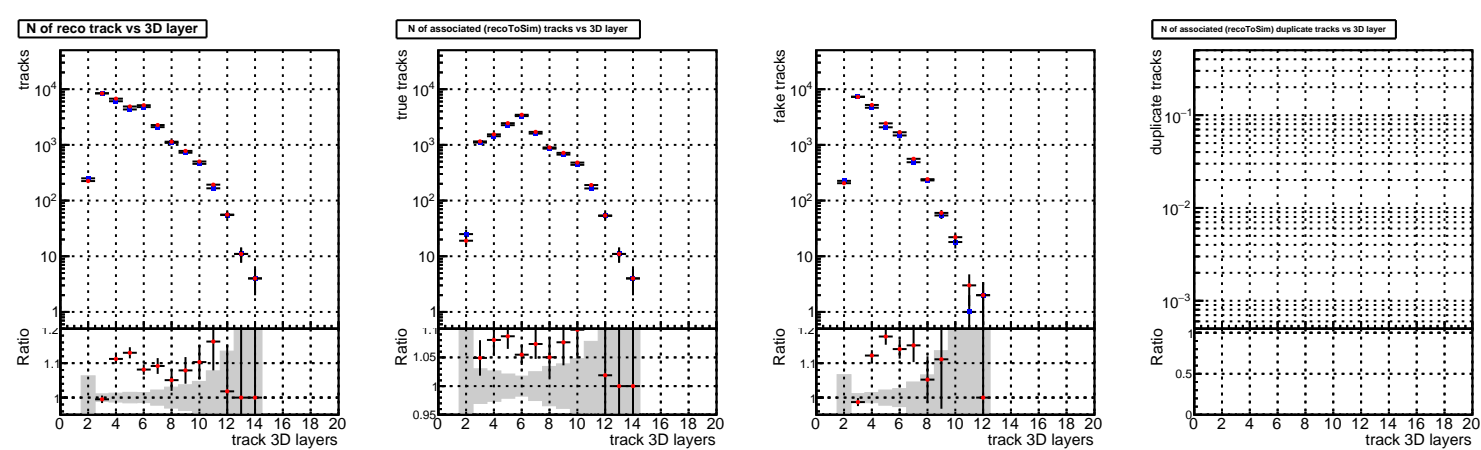 N of reco track vs 3D layer
tracks
10⁴
10³
10²
10
1
Ratio
1.2
1.1
1
0 2 4 6 8 10 12 14 16 18 20
track 3D layers
N of associated (recoToSim) tracks vs 3D layer
true tracks
10⁴
10³
10²
10
1
Ratio
1.1
1.05
1
0.95
0 2 4 6 8 10 12 14 16 18 20
track 3D layers
fake tracks
10⁴
10³
10²
10
1
Ratio
1.2
1.1
1
0 2 4 6 8 10 12 14 16 18 20
track 3D layers
N of associated (recoToSim) duplicate tracks vs 3D layer
duplicate tracks
10⁻¹
10⁻²
10⁻³
Ratio
1
0.5
0
0 2 4 6 8 10 12 14 16 18 20
track 3D layers